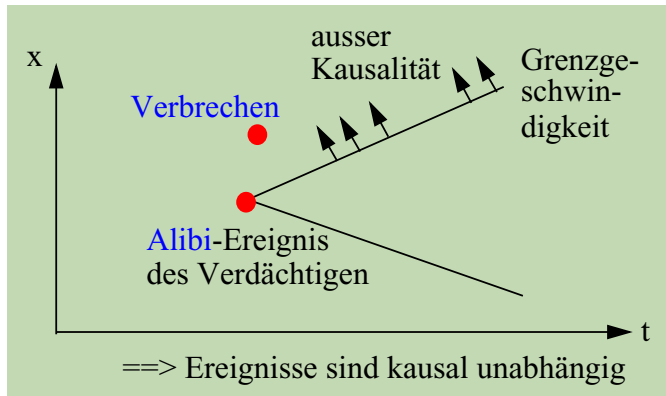 x
ausser
Kausalität
Grenzge-
schwin-
digkeit
Verbrechen
Alibi-Ereignis
des Verdächtigen
t
==> Ereignisse sind kausal unabhängig